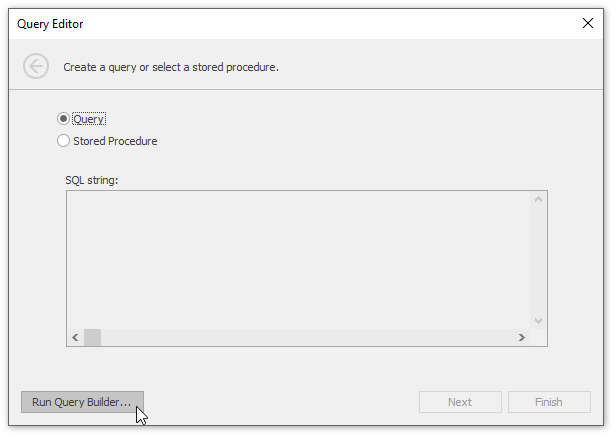 Query Editor
Create a query or select a stored procedure.
Query
Stored Procedure
SQL string:
Run Query Builder...
Next
Finish